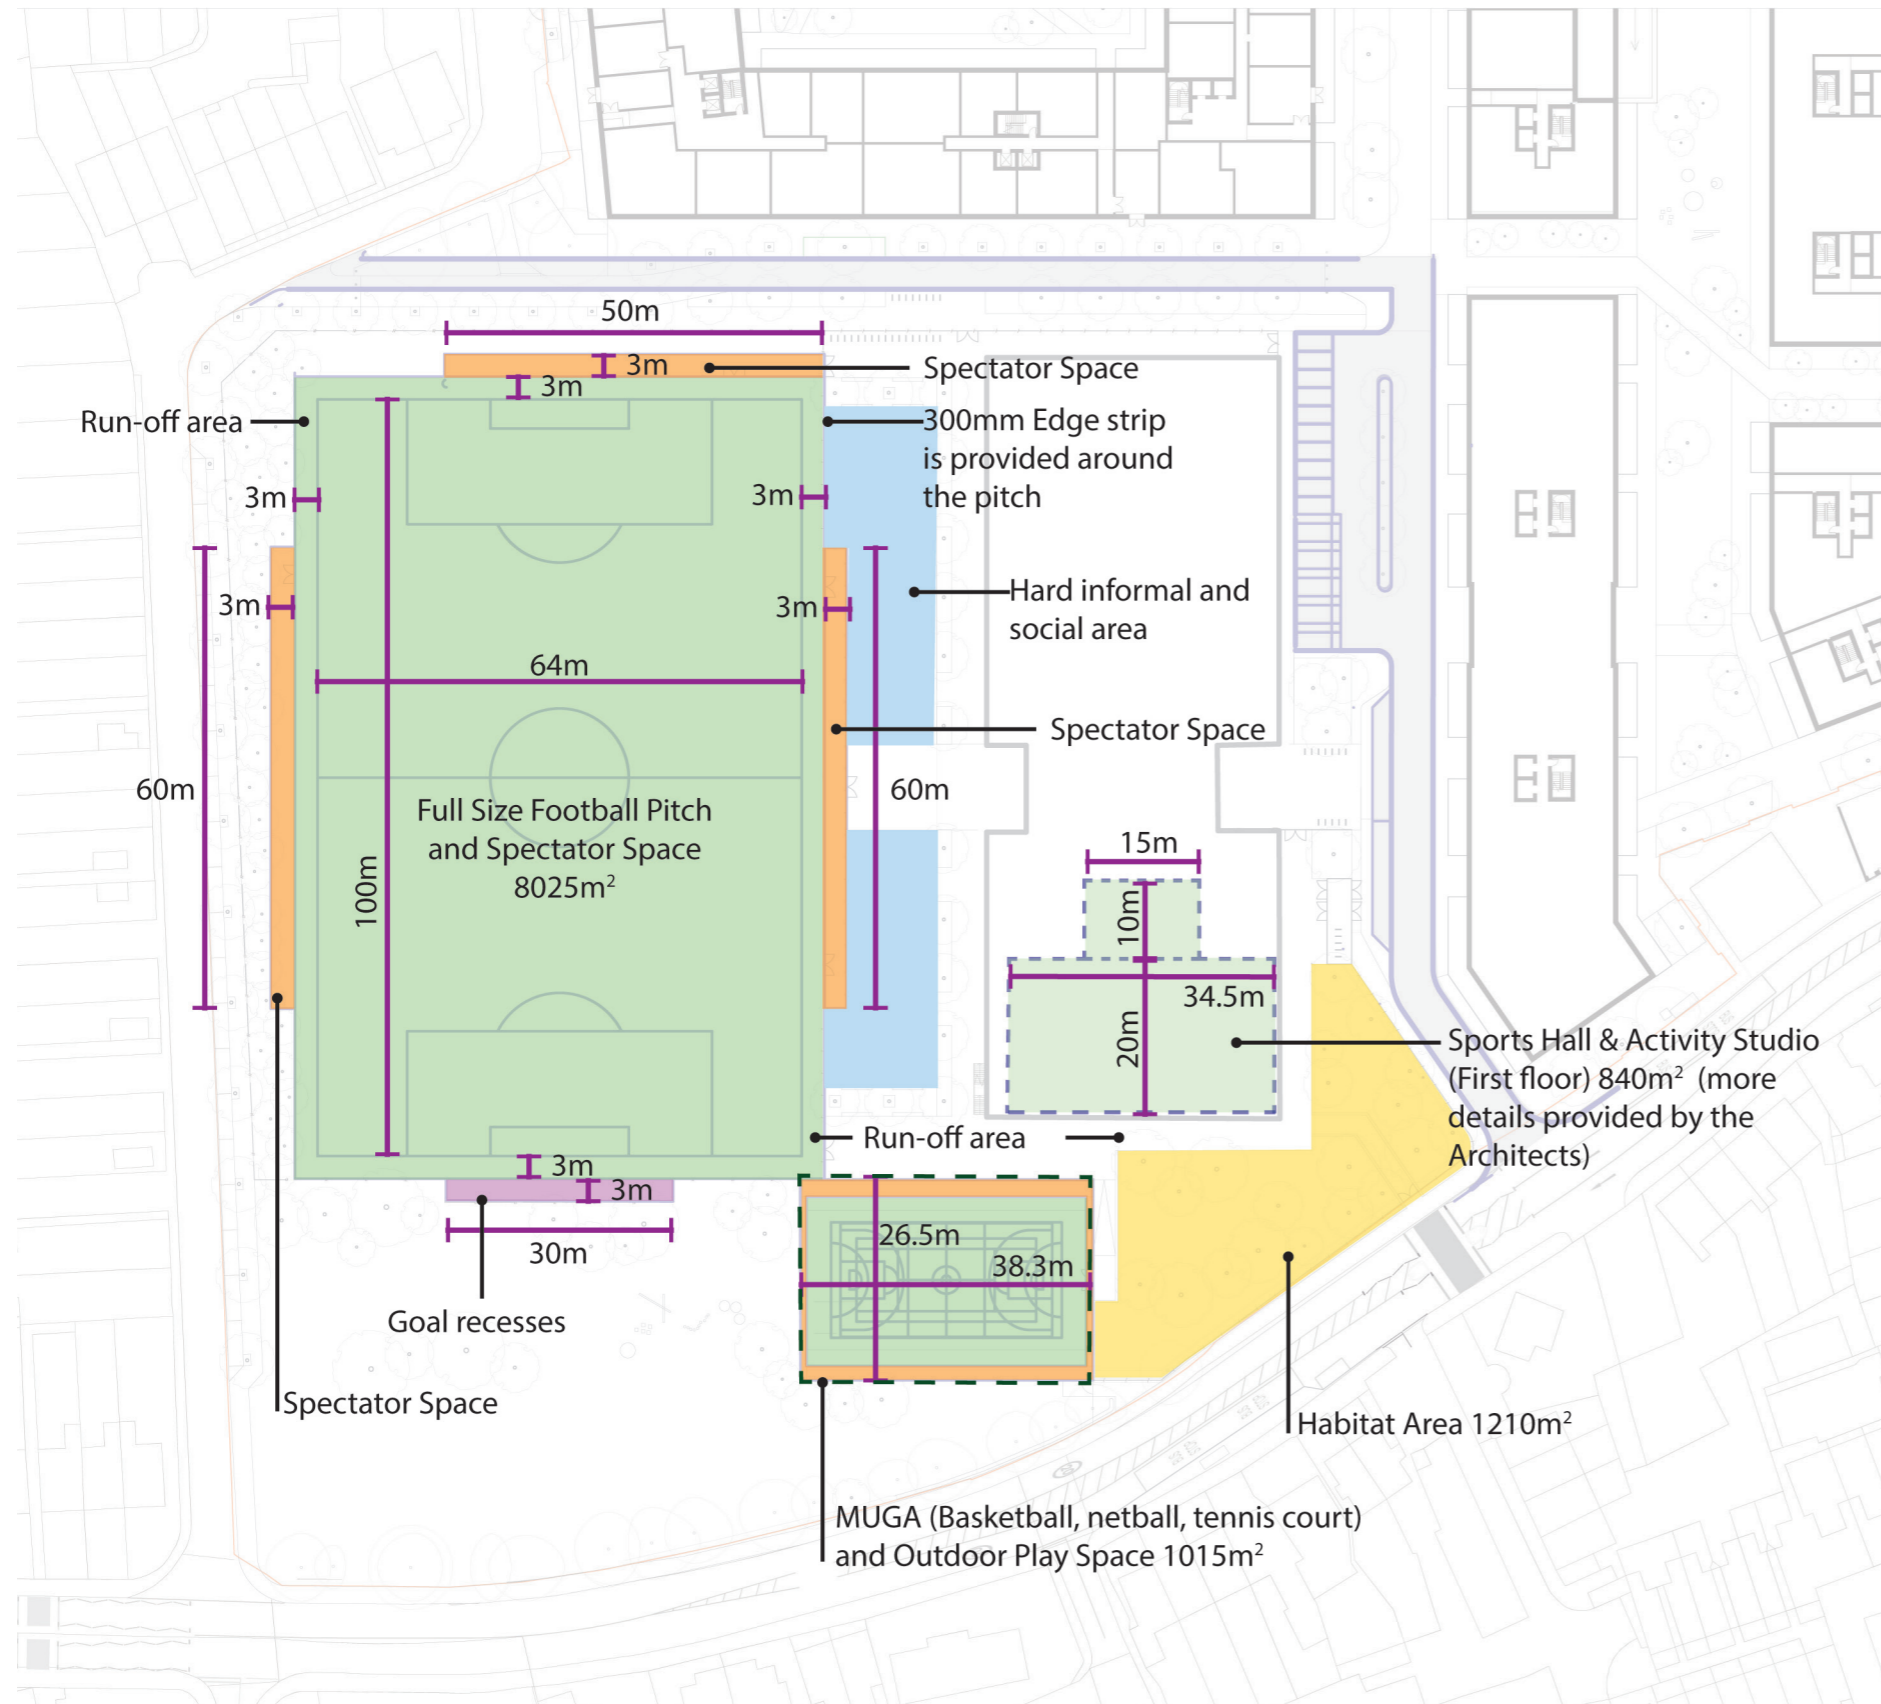 50m
3m
Spectator Space
3m
Run-off area
300mm Edge strip
is provided around
the pitch
3m
3m
Hard informal and
social area
3m
3m
64m
Spectator Space
60m
60m
Full Size Football Pitch
and Spectator Space
8025m²
100m
15m
10m
34.5m
20m
Sports Hall & Activity Studio
(First floor) 840m² (more
details provided by the
Architects)
Run-off area
3m
3m
26.5m
38.3m
30m
Goal recesses
Spectator Space
Habitat Area 1210m²
MUGA (Basketball, netball, tennis court)
and Outdoor Play Space 1015m²